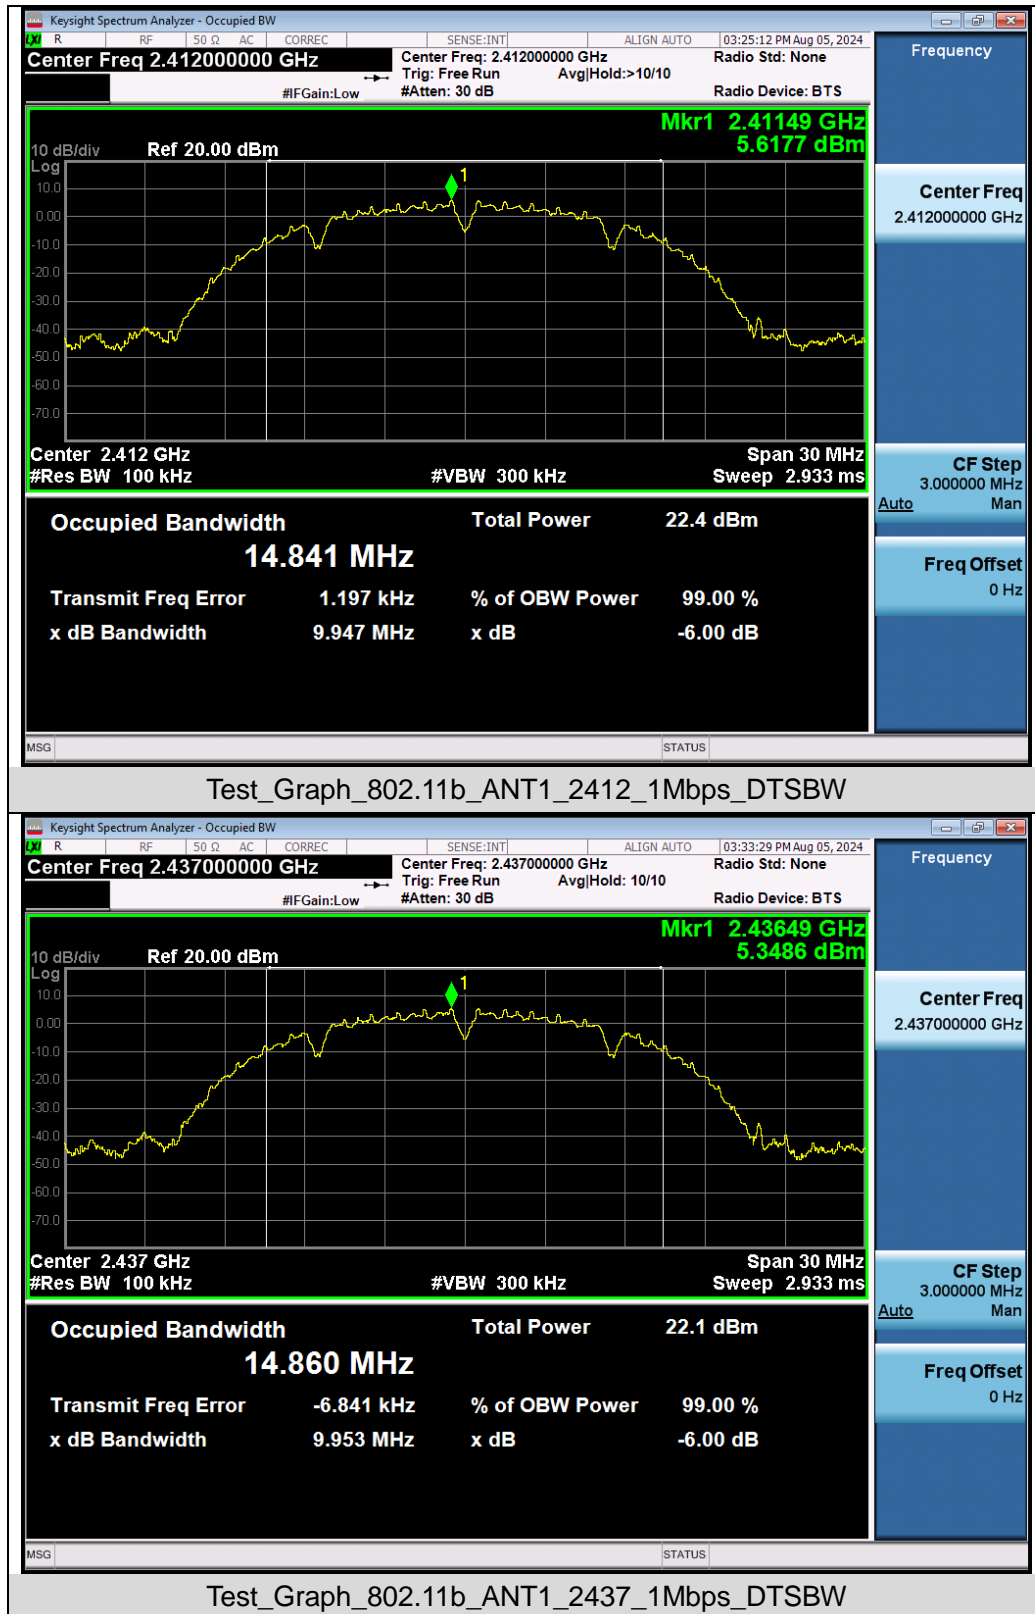 Keysight Spectrum Analyzer - Occupied BW
LXI R RF 50 Ω AC CORREC SENSE:INT ALIGN AUTO 03:25:12 PM Aug 05, 2024
Center Freq 2.412000000 GHz
Center Freq: 2.412000000 GHz
Radio Std: None
Trig: Free Run Avg|Hold:>10/10
#IFGain:Low
#Atten: 30 dB
Radio Device: BTS
Frequency
Mkr1 2.41149 GHz
5.6177 dBm
10 dB/div Ref 20.00 dBm
Log
1
10.0
0.00
-10.0
-20.0
-30.0
-40.0
-50.0
-60.0
-70.0
Center Freq
2.412000000 GHz
Center 2.412 GHz
Span 30 MHz
#Res BW 100 kHz
#VBW 300 kHz
Sweep 2.933 ms
CF Step
3.000000 MHz
Auto Man
Freq Offset
0 Hz
Occupied Bandwidth
Total Power 22.4 dBm
14.841 MHz
Transmit Freq Error 1.197 kHz
% of OBW Power 99.00 %
x dB Bandwidth 9.947 MHz
x dB -6.00 dB
MSG
STATUS
Test_Graph_802.11b_ANT1_2412_1Mbps_DTSBW
Keysight Spectrum Analyzer - Occupied BW
LXI R RF 50 Ω AC CORREC SENSE:INT ALIGN AUTO 03:33:29 PM Aug 05, 2024
Center Freq 2.437000000 GHz
Center Freq: 2.437000000 GHz
Radio Std: None
Trig: Free Run Avg|Hold: 10/10
#IFGain:Low
#Atten: 30 dB
Radio Device: BTS
Frequency
Mkr1 2.43649 GHz
5.3486 dBm
10 dB/div Ref 20.00 dBm
Log
1
10.0
0.00
-10.0
-20.0
-30.0
-40.0
-50.0
-60.0
-70.0
Center Freq
2.437000000 GHz
Center 2.437 GHz
Span 30 MHz
#Res BW 100 kHz
#VBW 300 kHz
Sweep 2.933 ms
CF Step
3.000000 MHz
Auto Man
Freq Offset
0 Hz
Occupied Bandwidth
Total Power 22.1 dBm
14.860 MHz
Transmit Freq Error -6.841 kHz
% of OBW Power 99.00 %
x dB Bandwidth 9.953 MHz
x dB -6.00 dB
MSG
STATUS
Test_Graph_802.11b_ANT1_2437_1Mbps_DTSBW